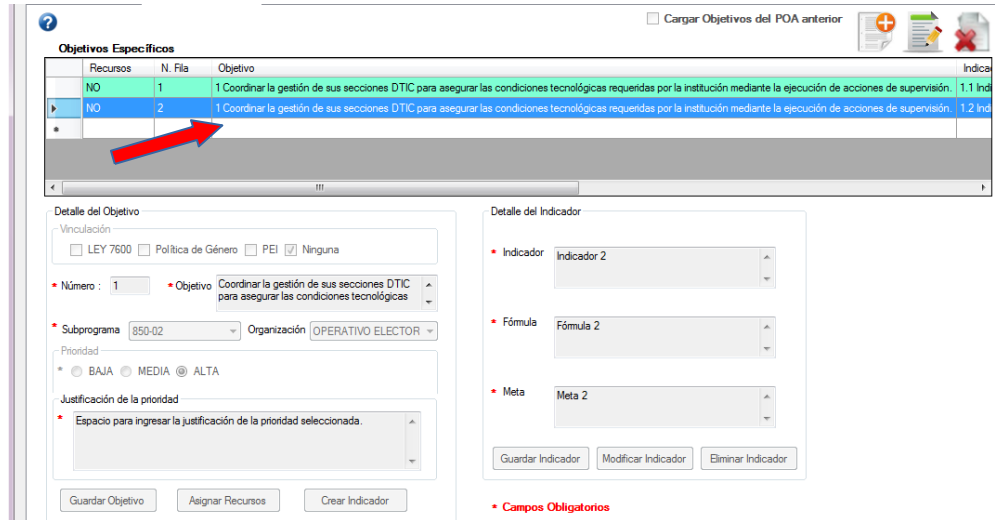 Cargar Objetivos del POA anterior
Objetivos Específicos
Recursos N. Fila Objetivo
NO 1 1 Coordinar la gestión de sus secciones DTIC para asegurar las condiciones tecnológicas requeridas por la institución mediante la ejecución de acciones de supervisión. 1.1 Indi
NO 2 1 Coordinar la gestión de sus secciones DTIC para asegurar las condiciones tecnológicas requeridas por la institución mediante la ejecución de acciones de supervisión. 1.2 Indi
Detalle del Objetivo
Vinculación
LEY 7600 Política de Género PEI Ninguna
* Número : 1 * Objetivo Coordinar la gestión de sus secciones DTIC
para asegurar las condiciones tecnológicas
* Subprograma 850-02 Organización OPERATIVO ELECTOR
Prioridad
* BAJA MEDIA ALTA
Justificación de la prioridad
* Espacio para ingresar la justificación de la prioridad seleccionada.
Guardar Objetivo Asignar Recursos Crear Indicador
Detalle del Indicador
* Indicador Indicador 2
* Fórmula Fórmula 2
* Meta Meta 2
Guardar Indicador Modificar Indicador Eliminar Indicador
* Campos Obligatorios